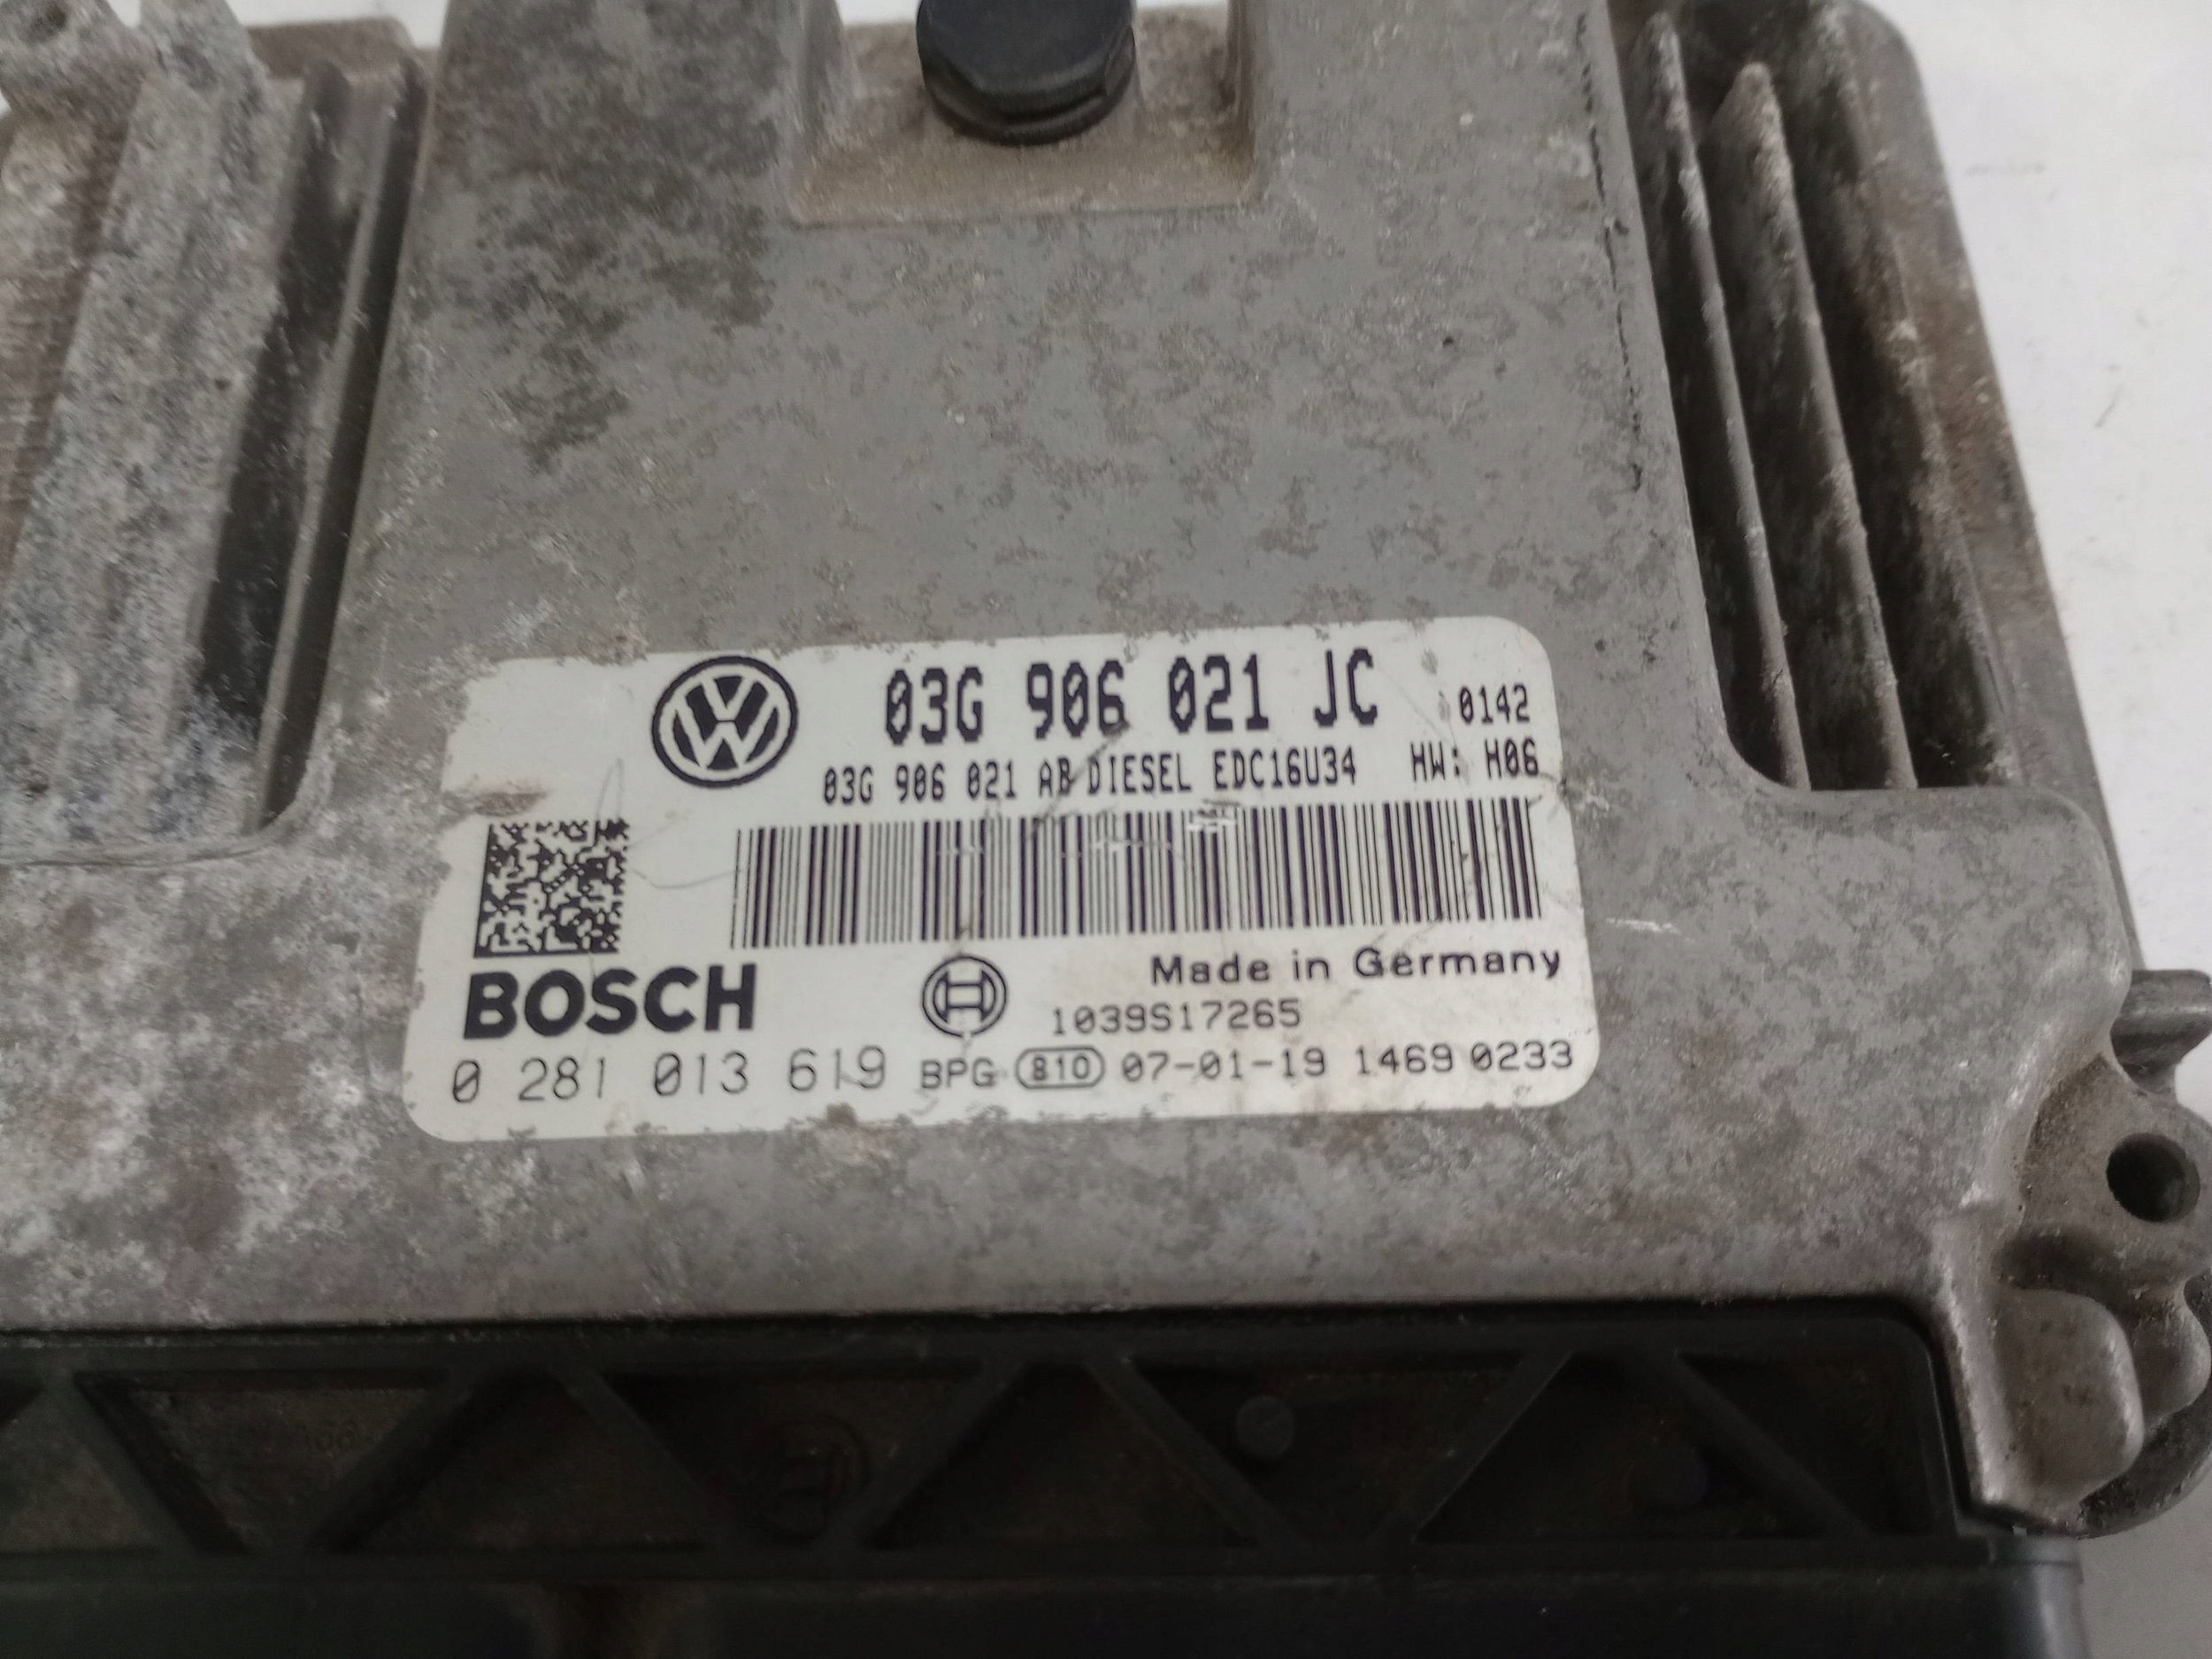 03G 906 021 JC 0142
03G 906 021 AB DIESEL EDC16U34 HW: H06
BOSCH
Made in Germany
1039S17265
0 281 013 619 BPG 810 07-01-19 1469 0233